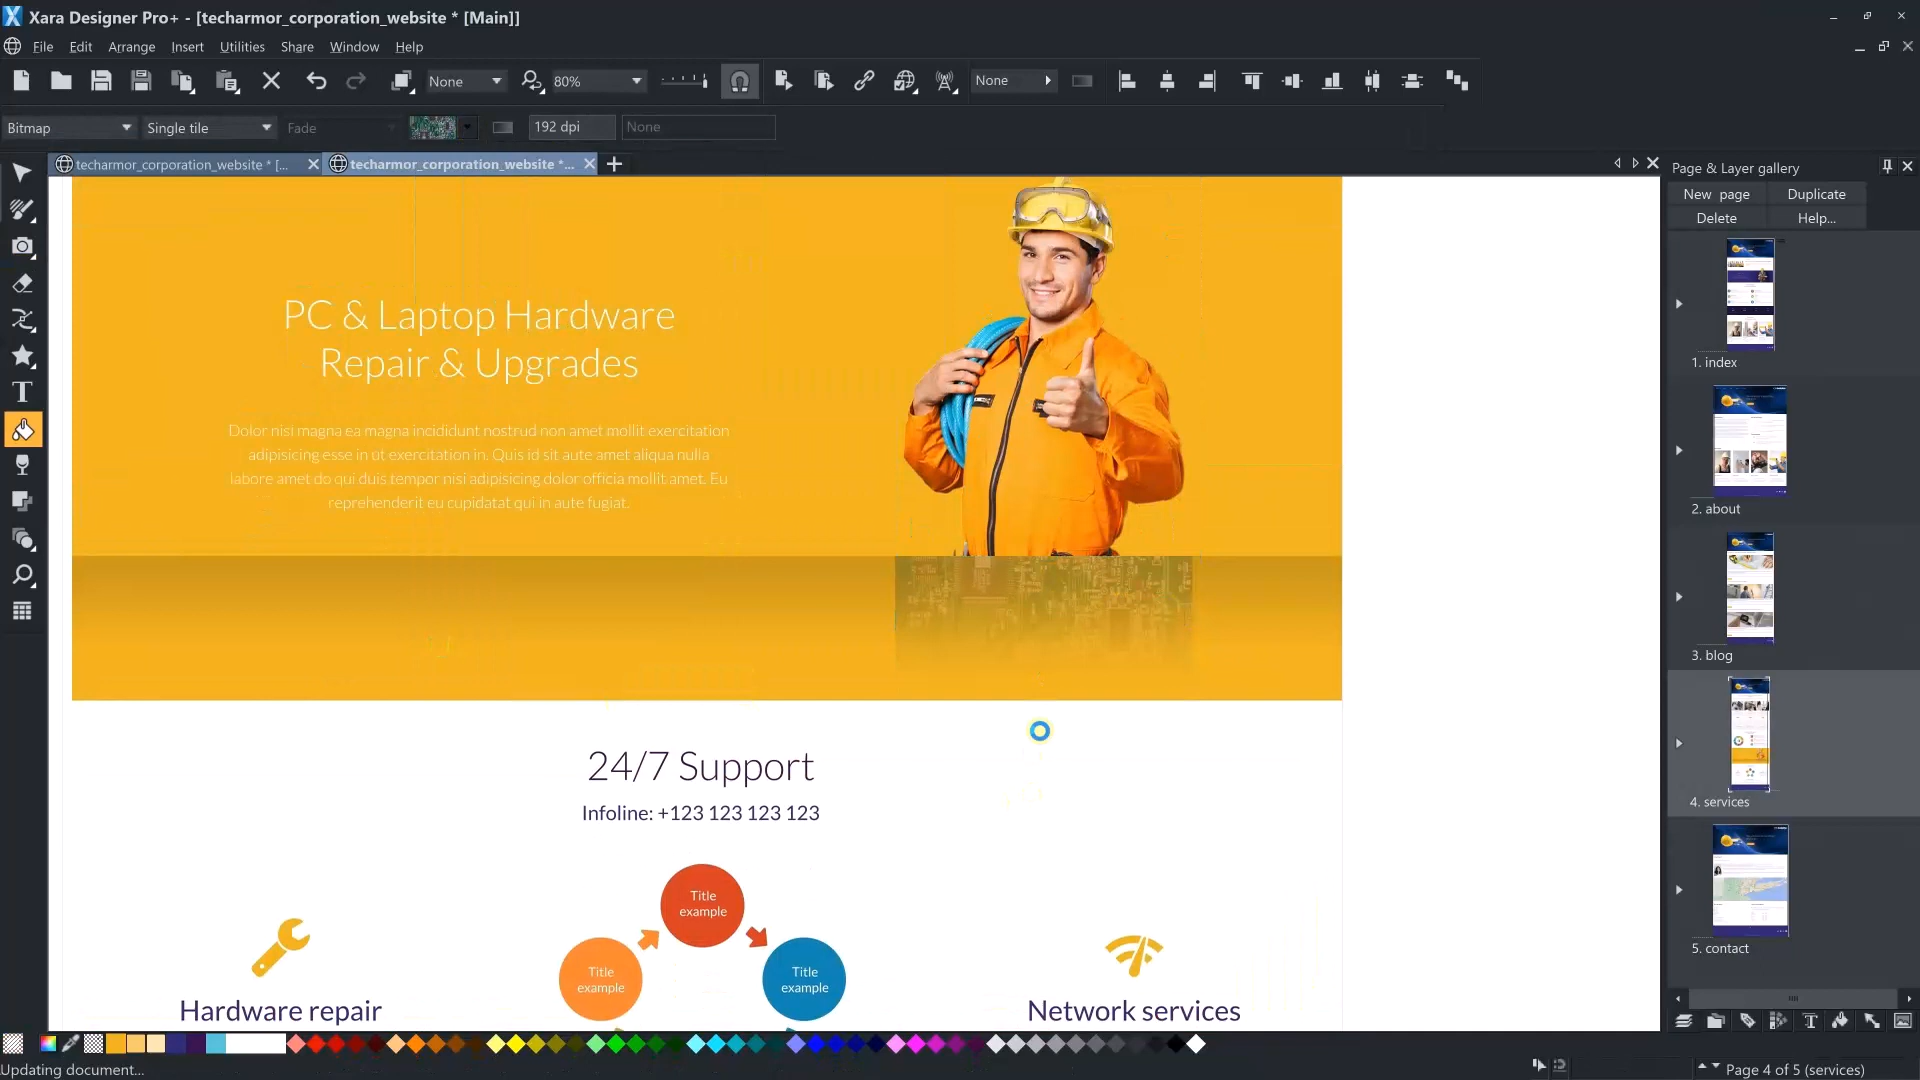 Xara Designer Pro+ - [techarmor_corporation_website * [Main]]
File Edit Arrange Insert Utilities Share Window Help
None 80% None
Bitmap Single tile Fade 192 dpi None
techarmor_corporation_website * [... techarmor_corporation_website *...
Page & Layer gallery
New page Duplicate
Delete Help...
PC & Laptop Hardware
Repair & Upgrades
Dolor nisi magna ea magna incididunt nostrud non amet mollit exercitation
adipisicing esse in ut exercitation in. Quis id sit aute amet aliqua nulla
labore amet do qui duis tempor nisi adipisicing dolor officia mollit amet. Eu
reprehenderit eu cupidatat qui in aute fugiat.
24/7 Support
Infoline: +123 123 123 123
Title
example
Title
example
Title
example
Hardware repair
Network services
1. index
2. about
3. blog
4. services
5. contact
Updating document...
Page 4 of 5 (services)